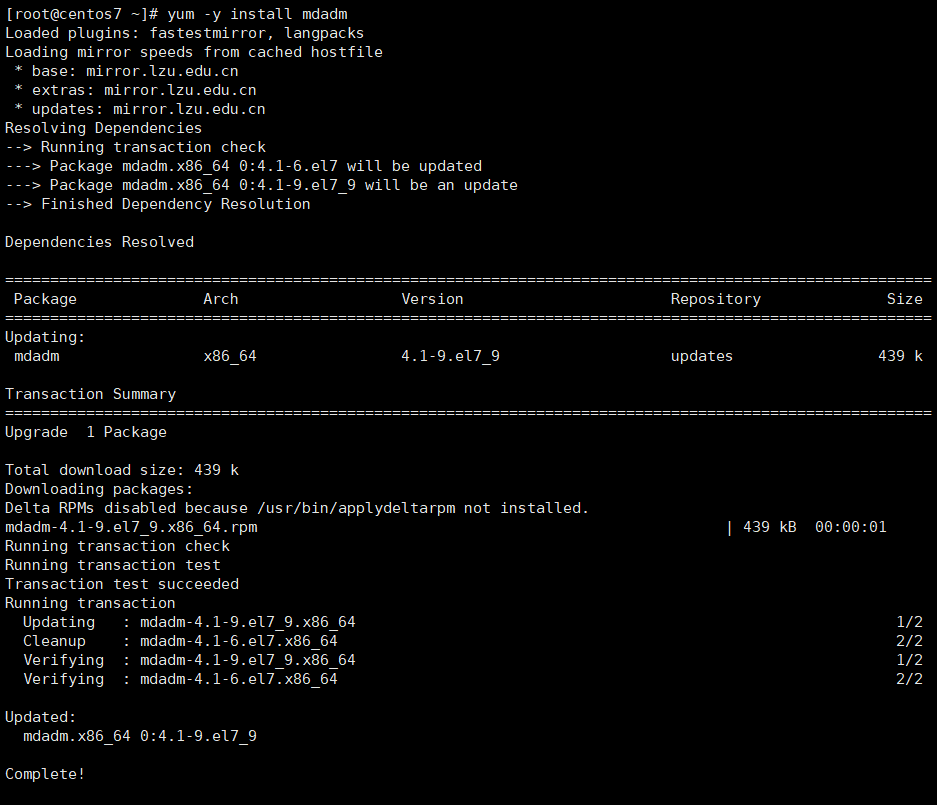 [root@centos7 ~]# yum -y install mdadm
Loaded plugins: fastestmirror, langpacks
Loading mirror speeds from cached hostfile
 * base: mirror.lzu.edu.cn
 * extras: mirror.lzu.edu.cn
 * updates: mirror.lzu.edu.cn
Resolving Dependencies
--> Running transaction check
---> Package mdadm.x86_64 0:4.1-6.el7 will be updated
---> Package mdadm.x86_64 0:4.1-9.el7_9 will be an update
--> Finished Dependency Resolution

Dependencies Resolved

=======================================================================================================
 Package              Arch                  Version                       Repository              Size
=======================================================================================================
Updating:
 mdadm                x86_64                4.1-9.el7_9                   updates                439 k

Transaction Summary
=======================================================================================================
Upgrade  1 Package

Total download size: 439 k
Downloading packages:
Delta RPMs disabled because /usr/bin/applydeltarpm not installed.
mdadm-4.1-9.el7_9.x86_64.rpm                                                    | 439 kB  00:00:01
Running transaction check
Running transaction test
Transaction test succeeded
Running transaction
  Updating   : mdadm-4.1-9.el7_9.x86_64                                                            1/2
  Cleanup    : mdadm-4.1-6.el7.x86_64                                                              2/2
  Verifying  : mdadm-4.1-9.el7_9.x86_64                                                            1/2
  Verifying  : mdadm-4.1-6.el7.x86_64                                                              2/2

Updated:
  mdadm.x86_64 0:4.1-9.el7_9

Complete!